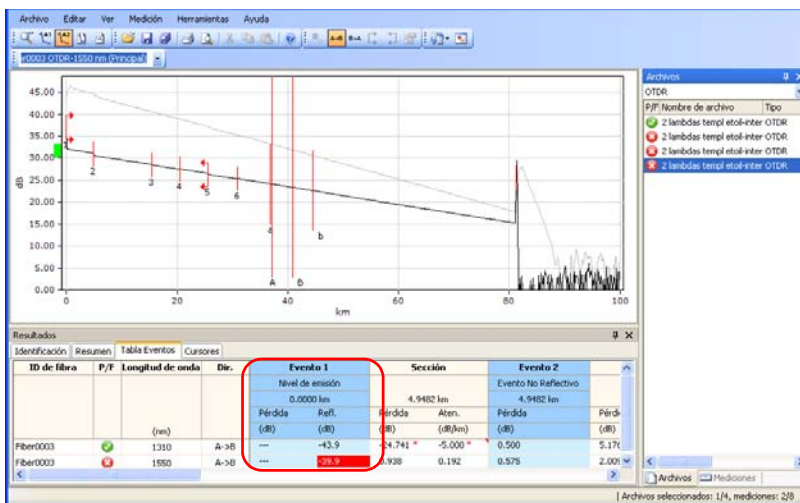 Archivo Editar Ver Medición Herramientas Ayuda
r0003 OTDR-1550 nm (Principal)
45.00
40.00
35.00
30.00
25.00
20.00
15.00
10.00
5.00
0.00
dB
1
2
3
4
5
6
a
b
A
B
0 20 40 60 80 100
km
Archivos
OTDR
P/F Nombre de archivo Tipo
2 lambdas templ etoil-inter OTDR
2 lambdas templ etoil-inter OTDR
2 lambdas templ etoil-inter OTDR
2 lambdas templ etoil-inter OTDR
Resultados
Identificación Resumen Tabla Eventos Cursores
ID de fibra P/F Longitud de onda Dir. Evento 1 Sección Evento 2
Nivel de emisión Evento No Reflectivo
0.0000 km 4.9482 km 4.9482 km
Pérdida Refl. Pérdida Aten. Pérdida Pérdi
(nm) (dB) (dB) (dB) (dB/km) (dB) (dB)
Fiber0003 1310 A->B --- -43.9 -24.741 * -5.000 * 0.500 5.176
Fiber0003 1550 A->B --- -39.9 0.938 0.192 0.575 2.009
Archivos Mediciones
Archivos seleccionados: 1/4, mediciones: 2/8